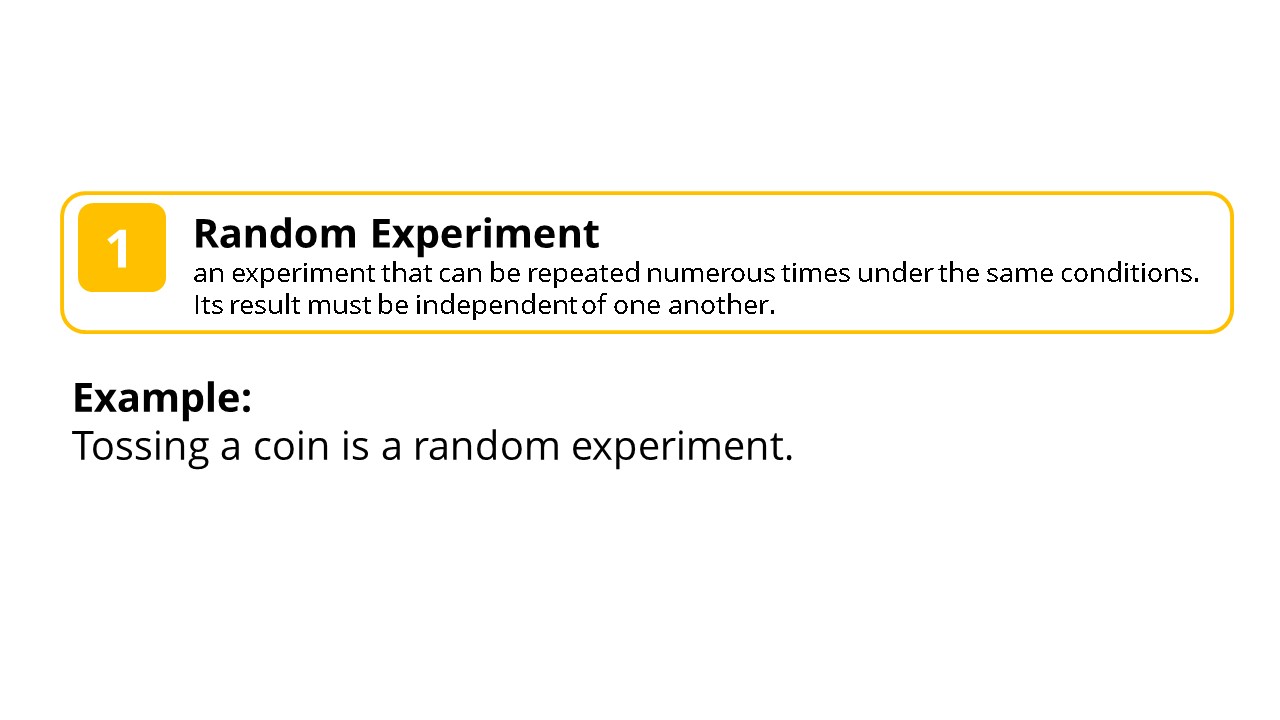 1
Random Experiment
an experiment that can be repeated numerous times under the same conditions.
Its result must be independent of one another.
Example:
Tossing a coin is a random experiment.